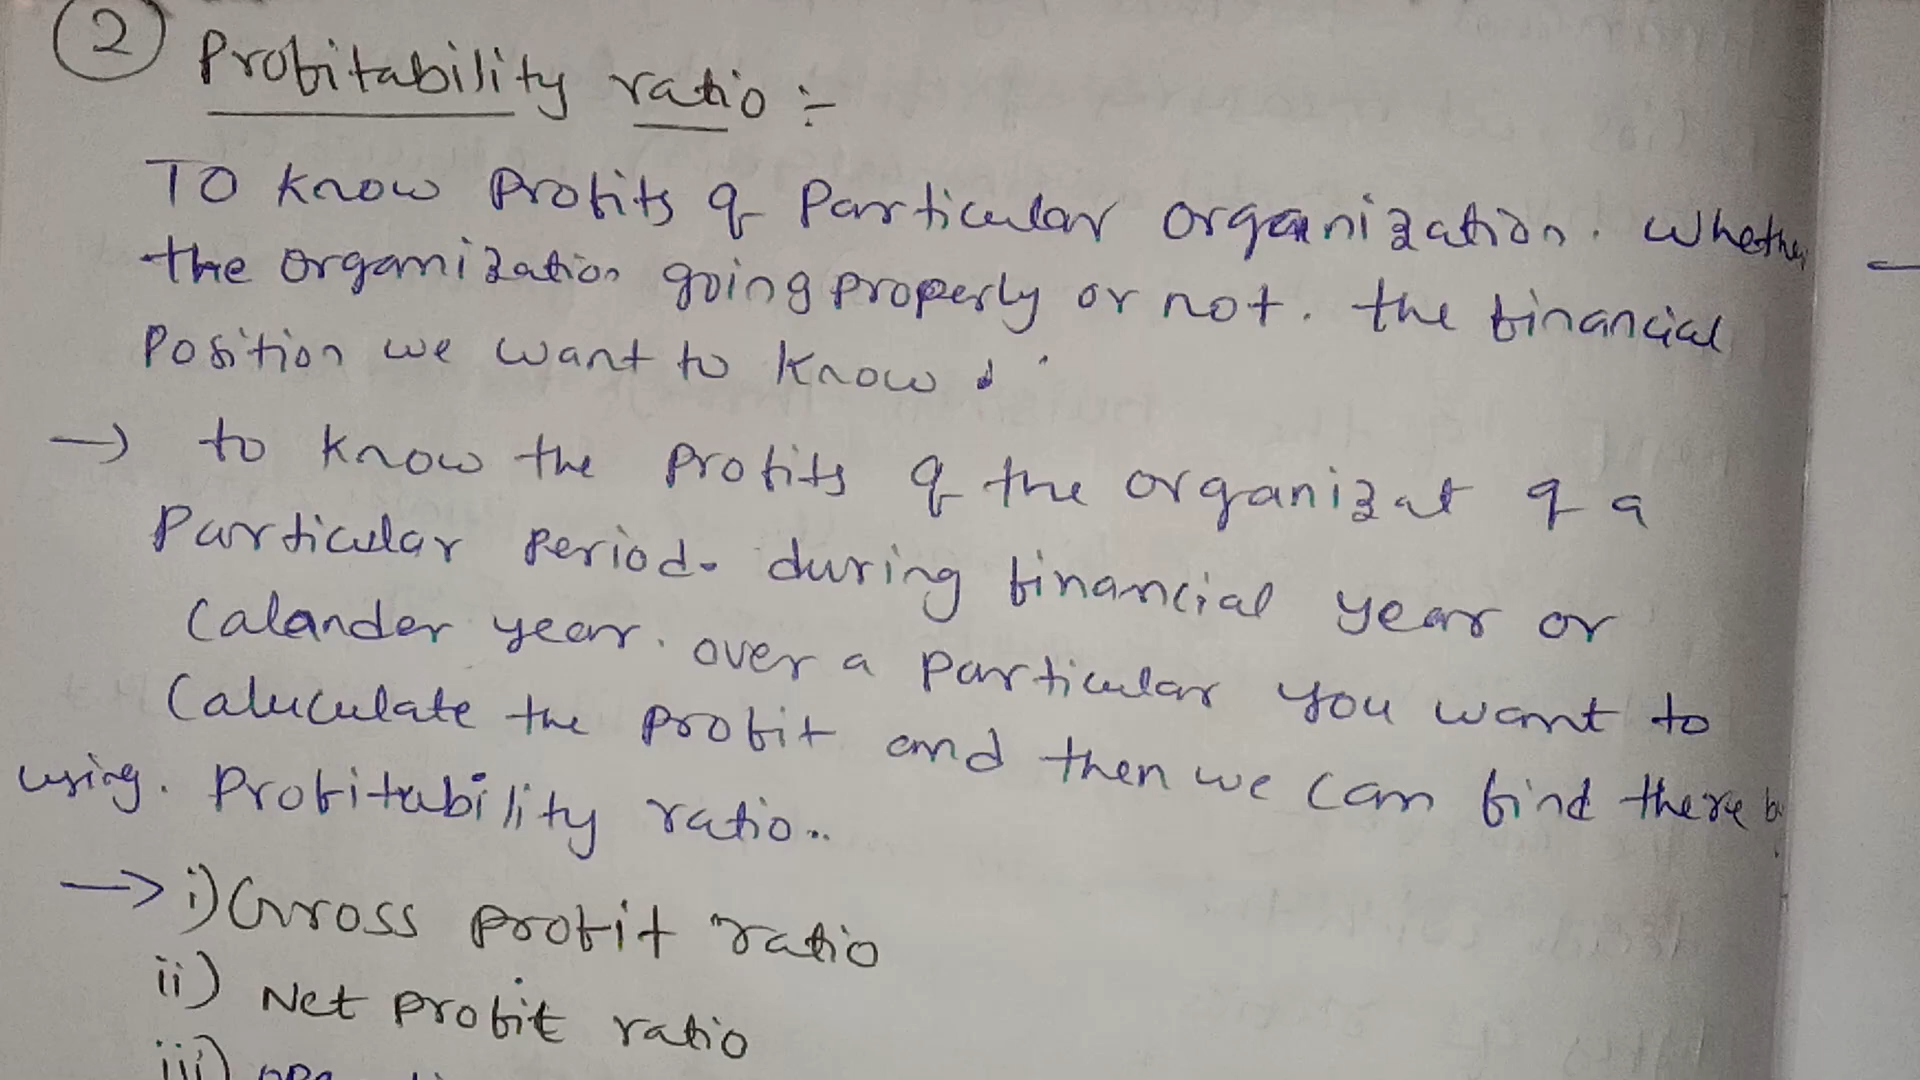 2 Profitability ratio :-
To know Profits of Particular organization. Whether
the organization going properly or not. the financial
Position we want to know.
→ to know the profits of the organizat of a
Particular Period. during financial year or
Calander year. over a particular you want to
Caluculate the profit and then we can find there
using. Profitability ratio..
→ i) Gross profit ratio
ii) Net profit ratio
iii)